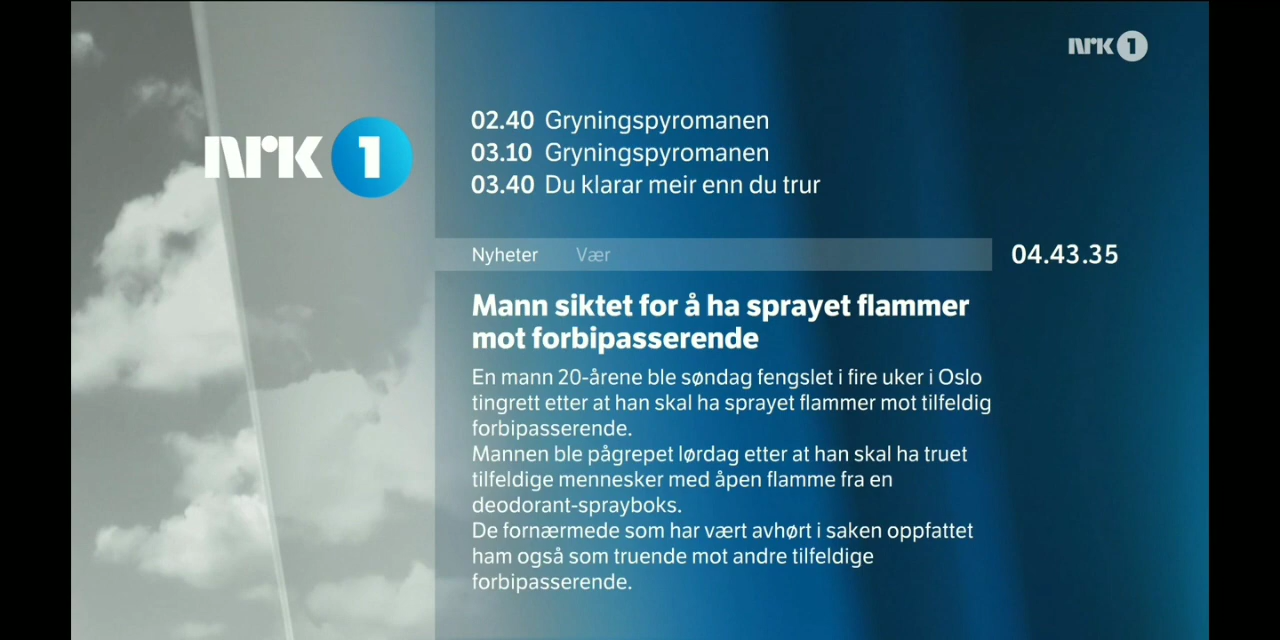 nrk 1
nrk 1
02.40 Gryningspyromanen
03.10 Gryningspyromanen
03.40 Du klarar meir enn du trur
Nyheter Vær 04.43.35
Mann siktet for å ha sprayet flammer
mot forbipasserende
En mann 20-årene ble søndag fengslet i fire uker i Oslo
tingrett etter at han skal ha sprayet flammer mot tilfeldig
forbipasserende.
Mannen ble pågrepet lørdag etter at han skal ha truet
tilfeldige mennesker med åpen flamme fra en
deodorant-sprayboks.
De fornærmede som har vært avhørt i saken oppfattet
ham også som truende mot andre tilfeldige
forbipasserende.